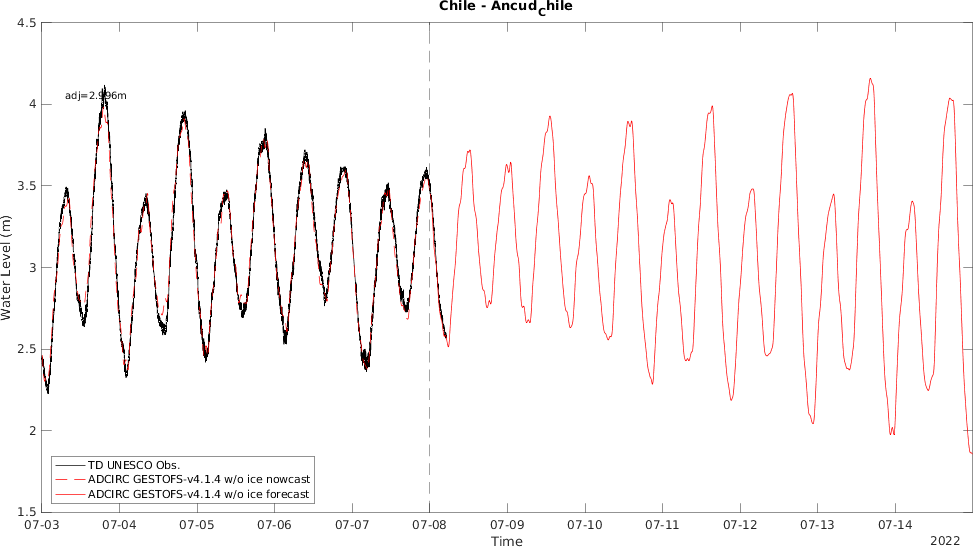 Chile - Ancud_Chile
4.5
4
3.5
3
2.5
2
1.5
Water Level (m)
adj=2.996m
TD UNESCO Obs.
ADCIRC GESTOFS-v4.1.4 w/o ice nowcast
ADCIRC GESTOFS-v4.1.4 w/o ice forecast
07-03 07-04 07-05 07-06 07-07 07-08 07-09 07-10 07-11 07-12 07-13 07-14
Time
2022